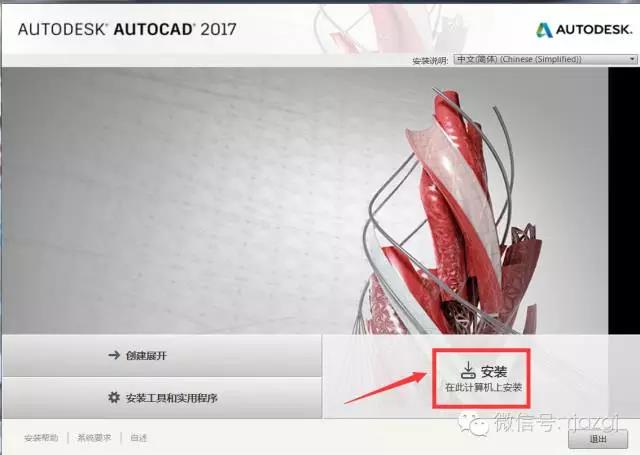 AUTODESK® AUTOCAD® 2017
AUTODESK.
安装说明: 中文(简体) (Chinese (Simplified))
创建展开
安装
在此计算机上安装
安装工具和实用程序
微信号: rjazgj
安装帮助 | 系统要求 | 自述
退出